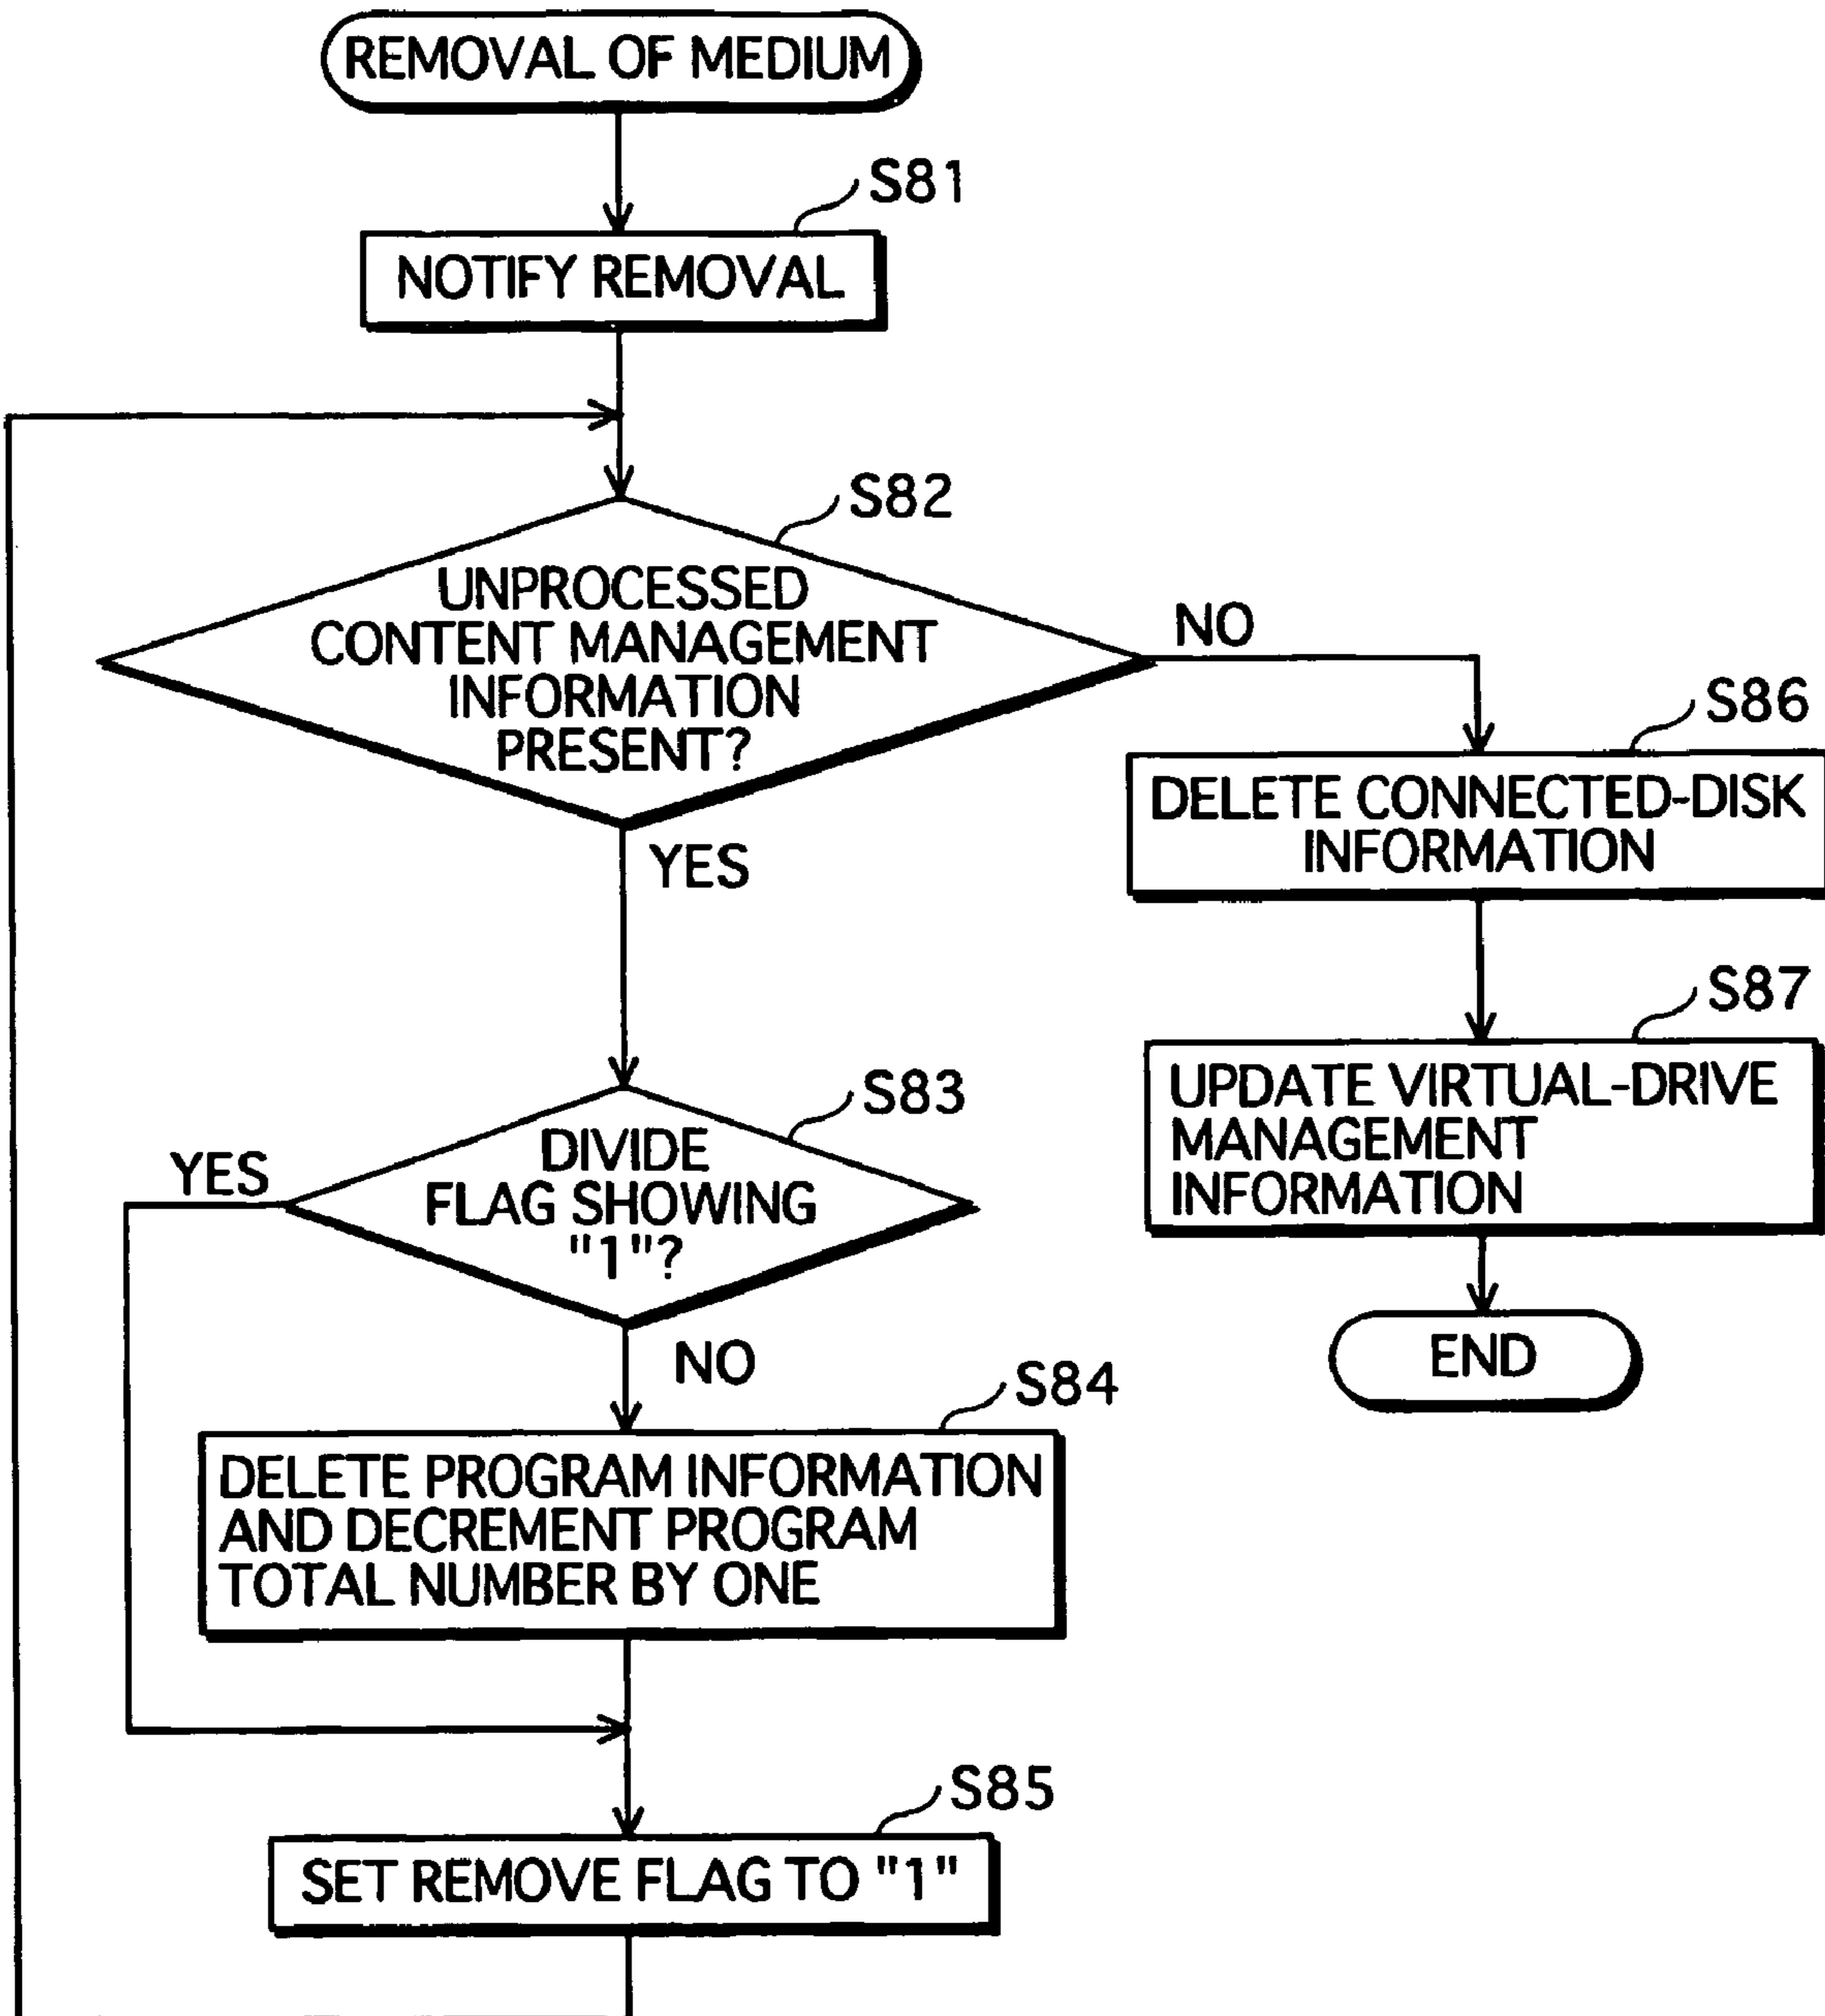 REMOVAL OF MEDIUM
S81
NOTIFY REMOVAL
S82
UNPROCESSED
CONTENT MANAGEMENT
INFORMATION
PRESENT?
NO
YES
S86
DELETE CONNECTED-DISK
INFORMATION
S87
UPDATE VIRTUAL-DRIVE
MANAGEMENT
INFORMATION
END
S83
DIVIDE
FLAG SHOWING
"1"?
YES
NO
S84
DELETE PROGRAM INFORMATION
AND DECREMENT PROGRAM
TOTAL NUMBER BY ONE
S85
SET REMOVE FLAG TO "1"